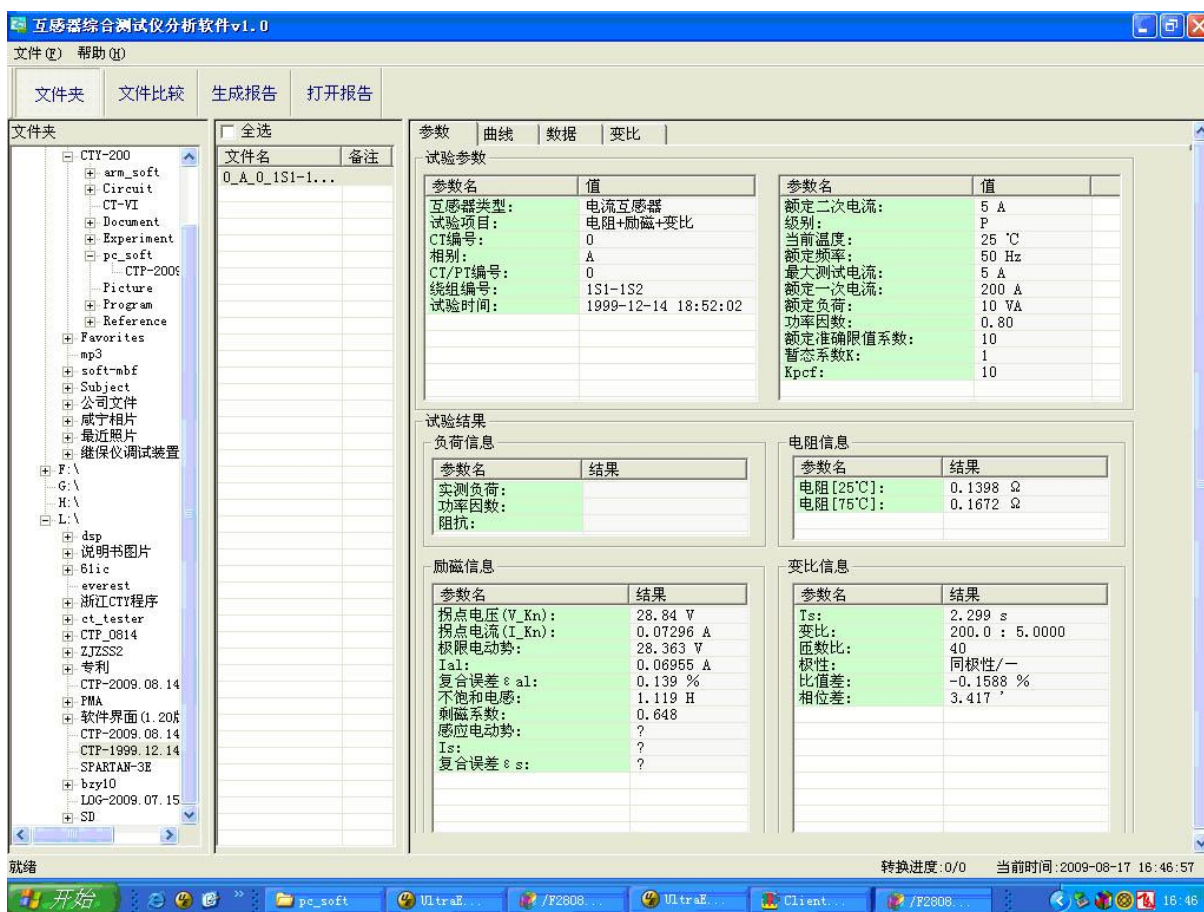 互感器综合测试仪分析软件v1.0
文件(F) 帮助(H)
文件夹 文件比较 生成报告 打开报告
文件夹
CTY-200
arm_soft
Circuit
CT-VI
Document
Experiment
pc_soft
CTP-2009
Picture
Program
Reference
Favorites
mp3
soft-mbf
Subject
公司文件
咸宁相片
最近照片
继保仪调试装置
F:\
G:\
H:\
L:\
dsp
说明书图片
61ic
everest
浙江CTY程序
ct_tester
CTP_0814
ZJZSS2
专利
CTP-2009.08.14
PMA
软件界面(1.20版
CTP-2009.08.14
CTP-1999.12.14
SPARTAN-3E
bzy10
LOG-2009.07.15
SD
全选
文件名 备注
0_A_0_1S1-1...
参数 曲线 数据 变比
试验参数
参数名 值
互感器类型: 电流互感器
试验项目: 电阻+励磁+变比
CT编号: 0
相别: A
CT/PT编号: 0
绕组编号: 1S1-1S2
试验时间: 1999-12-14 18:52:02
参数名 值
额定二次电流: 5 A
级别: P
当前温度: 25 ℃
额定频率: 50 Hz
最大测试电流: 5 A
额定一次电流: 200 A
额定负荷: 10 VA
功率因数: 0.80
额定准确限值系数: 10
暂态系数K: 1
Kpcf: 10
试验结果
负荷信息
参数名 结果
实测负荷:
功率因数:
阻抗:
电阻信息
参数名 结果
电阻[25℃]: 0.1398 Ω
电阻[75℃]: 0.1672 Ω
励磁信息
参数名 结果
拐点电压(V_Kn): 28.84 V
拐点电流(I_Kn): 0.07296 A
极限电动势: 28.363 V
Ial: 0.06955 A
复合误差εal: 0.139 %
不饱和电感: 1.119 H
剩磁系数: 0.648
感应电动势: ?
Is: ?
复合误差εs: ?
变比信息
参数名 结果
Ts: 2.299 s
变比: 200.0 : 5.0000
匝数比: 40
极性: 同极性/一
比值差: -0.1588 %
相位差: 3.417 '
就绪 转换进度:0/0 当前时间:2009-08-17 16:46:57
开始 pc_soft UltraE... /F2808... UltraE... Client... /F2808... 16:46